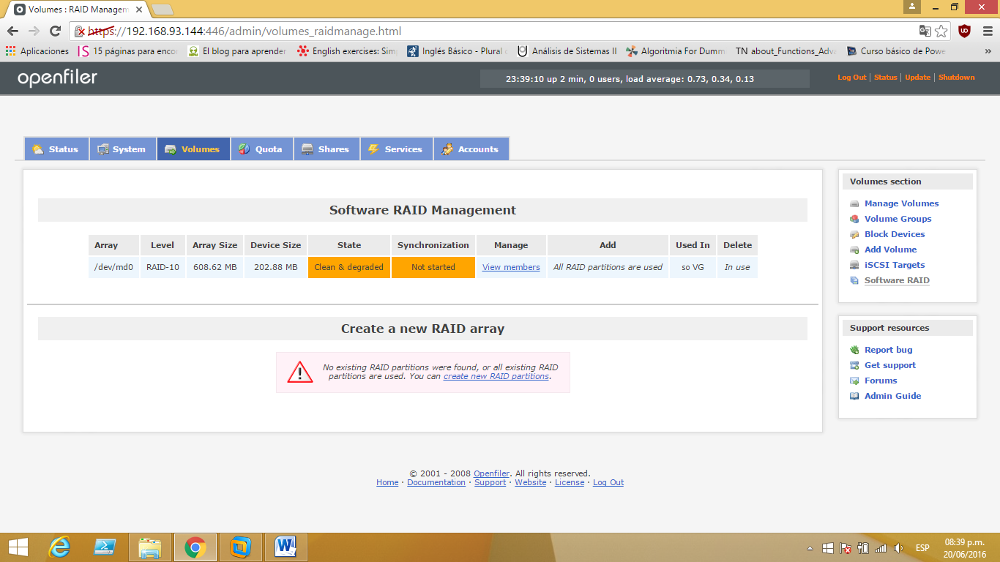 Volumes : RAID Managem
https://192.168.93.144:446/admin/volumes_raidmanage.html
Aplicaciones
15 páginas para enco
El blog para aprender
English exercises: Sim
Inglés Básico - Plural
Análisis de Sistemas II
Algoritmia For Dumm
TN about_Functions_Adva
Curso básico de Powe
»
openfiler
23:39:10 up 2 min, 0 users, load average: 0.73, 0.34, 0.13
Log Out | Status | Update | Shutdown
Status
System
Volumes
Quota
Shares
Services
Accounts
Software RAID Management
Array Level Array Size Device Size State Synchronization Manage Add Used In Delete
/dev/md0 RAID-10 608.62 MB 202.88 MB Clean & degraded Not started View members All RAID partitions are used so VG In use
Create a new RAID array
No existing RAID partitions were found, or all existing RAID
partitions are used. You can create new RAID partitions.
Volumes section
Manage Volumes
Volume Groups
Block Devices
Add Volume
iSCSI Targets
Software RAID
Support resources
Report bug
Get support
Forums
Admin Guide
© 2001 - 2008 Openfiler. All rights reserved.
Home · Documentation · Support · Website · License · Log Out
ESP
08:39 p.m.
20/06/2016